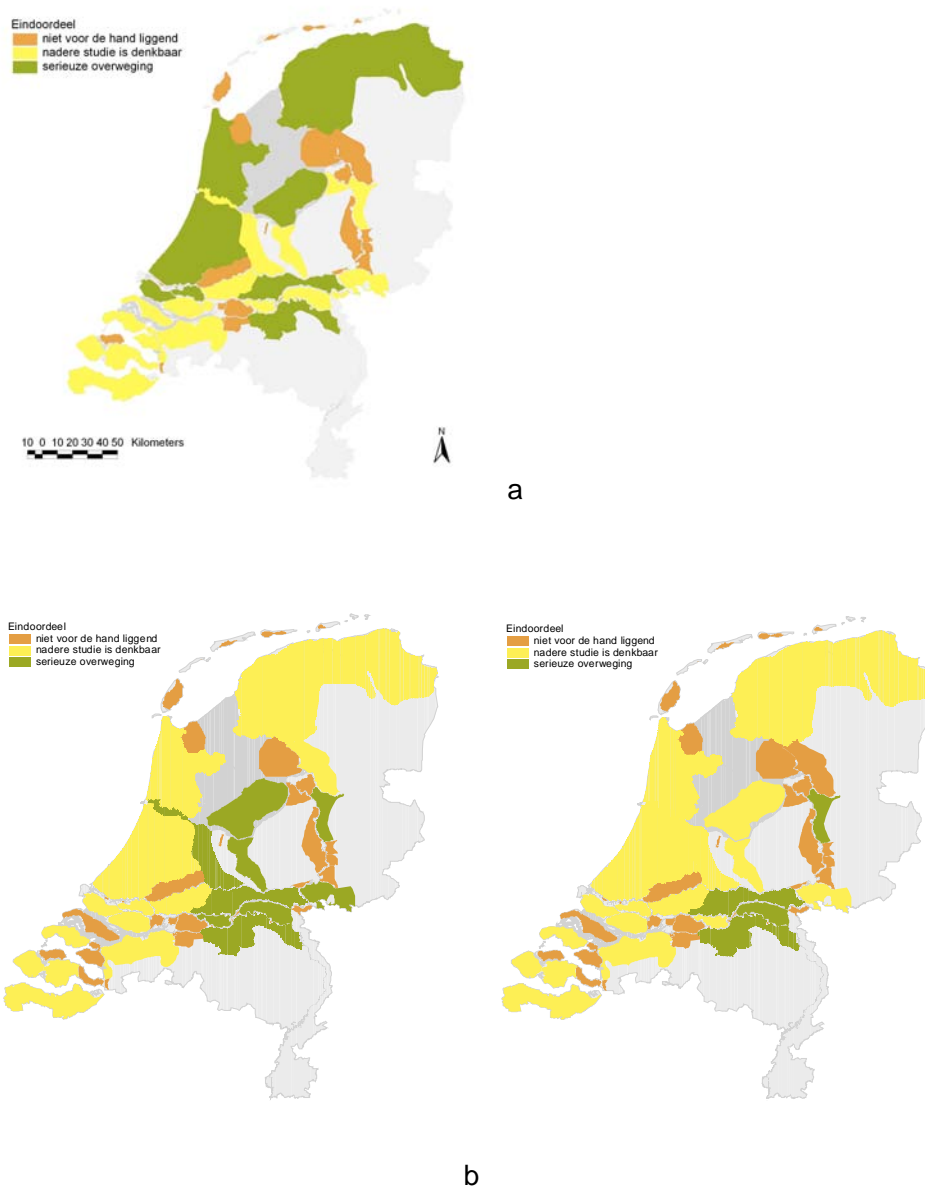 Eindoordeel
niet voor de hand liggend
nadere studie is denkbaar
serieuze overweging
10 0 10 20 30 40 50 Kilometers
N
a
Eindoordeel
niet voor de hand liggend
nadere studie is denkbaar
serieuze overweging
Eindoordeel
niet voor de hand liggend
nadere studie is denkbaar
serieuze overweging
b